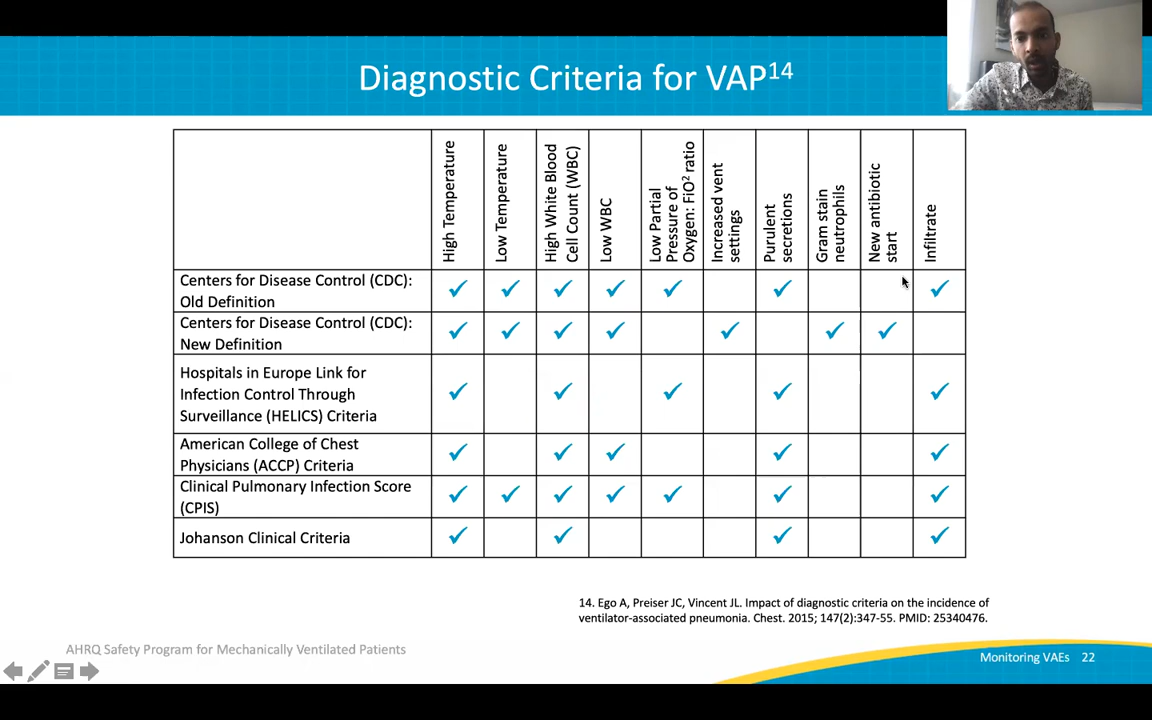 Diagnostic Criteria for VAP14
High Temperature
Low Temperature
High White Blood
Cell Count (WBC)
Low WBC
Low Partial
Pressure of
Oxygen: FiO2 ratio
Increased vent
settings
Purulent
secretions
Gram stain
neutrophils
New antibiotic
start
Infiltrate
Centers for Disease Control (CDC):
Old Definition
Centers for Disease Control (CDC):
New Definition
Hospitals in Europe Link for
Infection Control Through
Surveillance (HELICS) Criteria
American College of Chest
Physicians (ACCP) Criteria
Clinical Pulmonary Infection Score
(CPIS)
Johanson Clinical Criteria
14. Ego A, Preiser JC, Vincent JL. Impact of diagnostic criteria on the incidence of
ventilator-associated pneumonia. Chest. 2015; 147(2):347-55. PMID: 25340476.
AHRQ Safety Program for Mechanically Ventilated Patients
Monitoring VAEs 22